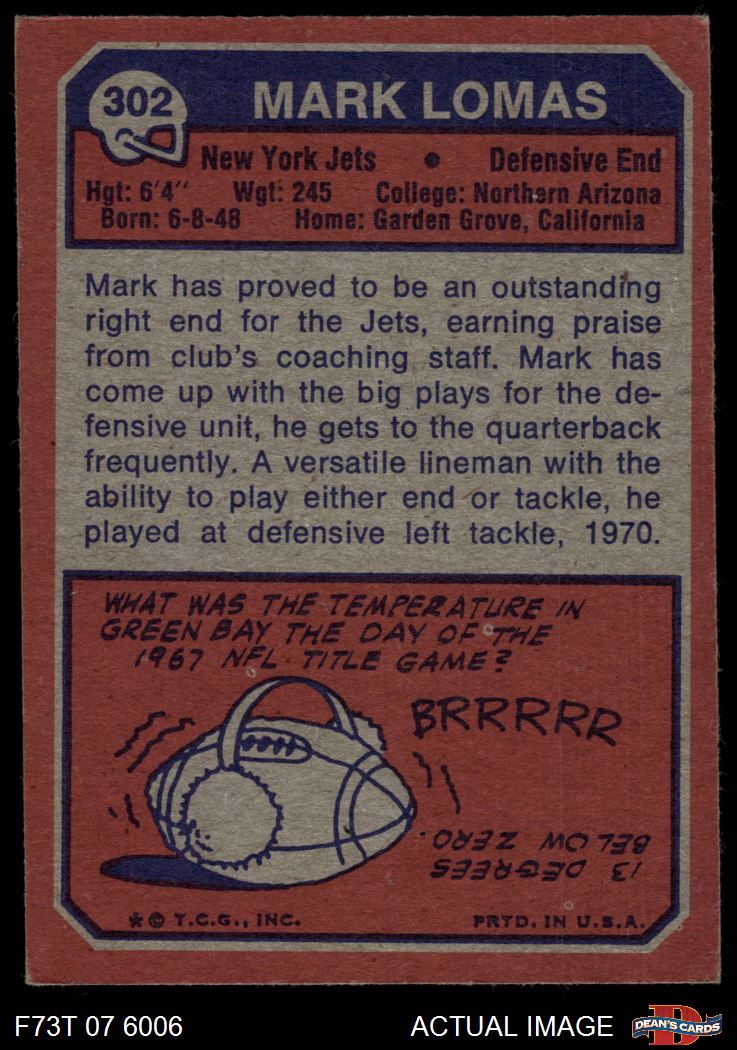 302
MARK LOMAS
New York Jets • Defensive End
Hgt: 6'4" Wgt: 245 College: Northern Arizona
Born: 6-8-48 Home: Garden Grove, California
Mark has proved to be an outstanding
right end for the Jets, earning praise
from club's coaching staff. Mark has
come up with the big plays for the de-
fensive unit, he gets to the quarterback
frequently. A versatile lineman with the
ability to play either end or tackle, he
played at defensive left tackle, 1970.
WHAT WAS THE TEMPERATURE IN
GREEN BAY THE DAY OF THE
1967 NFL TITLE GAME?
BRRRRR
13 DEGREES
BELOW ZERO.
* © T.C.G., INC. PRTD. IN U.S.A.
F73T 07 6006 ACTUAL IMAGE
D
DEAN'S CARDS